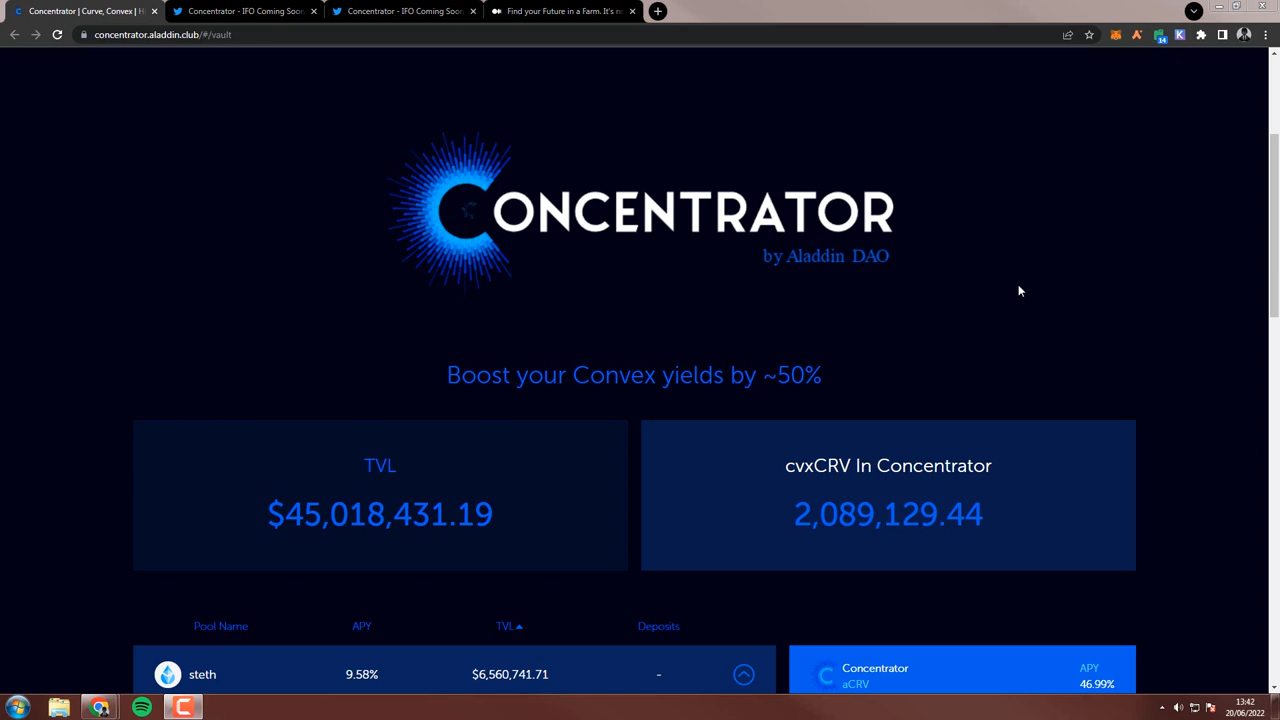 Concentrator | Curve, Convex | H
Concentrator - IFO Coming Soon
Concentrator - IFO Coming Soon
Find your Future in a Farm. It's n
concentrator.aladdin.club/#/vault
14
K
CONCENTRATOR
by Aladdin DAO
Boost your Convex yields by ~50%
TVL
$45,018,431.19
cvxCRV In Concentrator
2,089,129.44
Pool Name APY TVL Deposits
steth 9.58% $6,560,741.71 -
Concentrator APY
aCRV 46.99%
13:42
20/06/2022